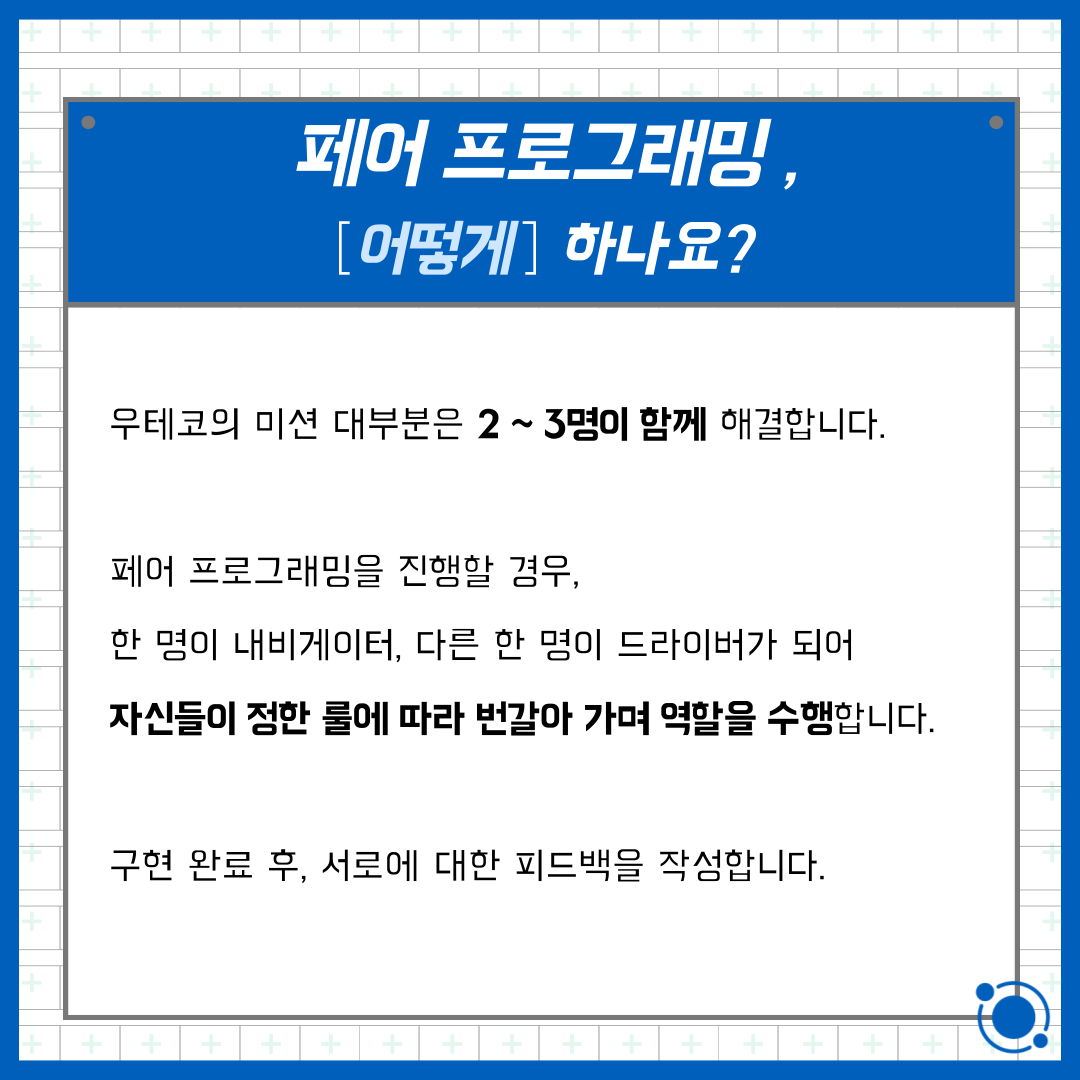 페어 프로그래밍 ,
[어떻게] 하나요?
우테코의 미션 대부분은 2 ~ 3명이 함께 해결합니다.
페어 프로그래밍을 진행할 경우,
한 명이 내비게이터, 다른 한 명이 드라이버가 되어
자신들이 정한 룰에 따라 번갈아 가며 역할을 수행합니다.
구현 완료 후, 서로에 대한 피드백을 작성합니다.